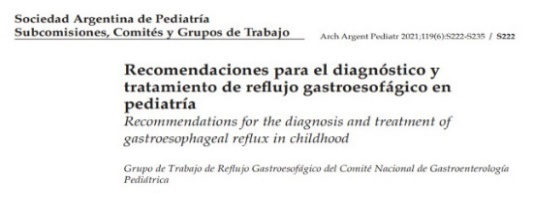 Sociedad Argentina de Pediatría
Subcomisiones, Comités y Grupos de Trabajo
Arch Argent Pediatr 2021;119(6):S222-S235 / S222
Recomendaciones para el diagnóstico y
tratamiento de reflujo gastroesofágico en
pediatría
Recommendations for the diagnosis and treatment of
gastroesophageal reflux in childhood
Grupo de Trabajo de Reflujo Gastroesofágico del Comité Nacional de Gastroenterología
Pediátrica